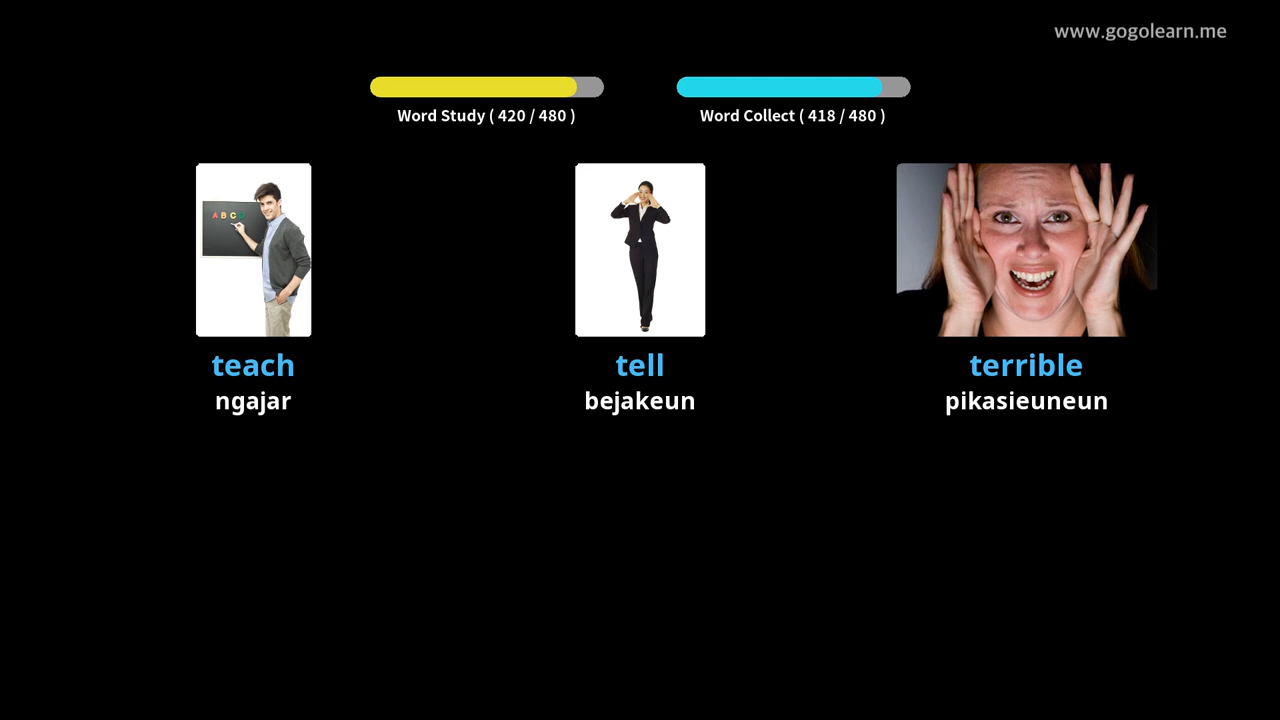 www.gogolearn.me
Word Study ( 420 / 480 )
Word Collect ( 418 / 480 )
A B C D
teach
ngajar
tell
bejakeun
terrible
pikasieuneun